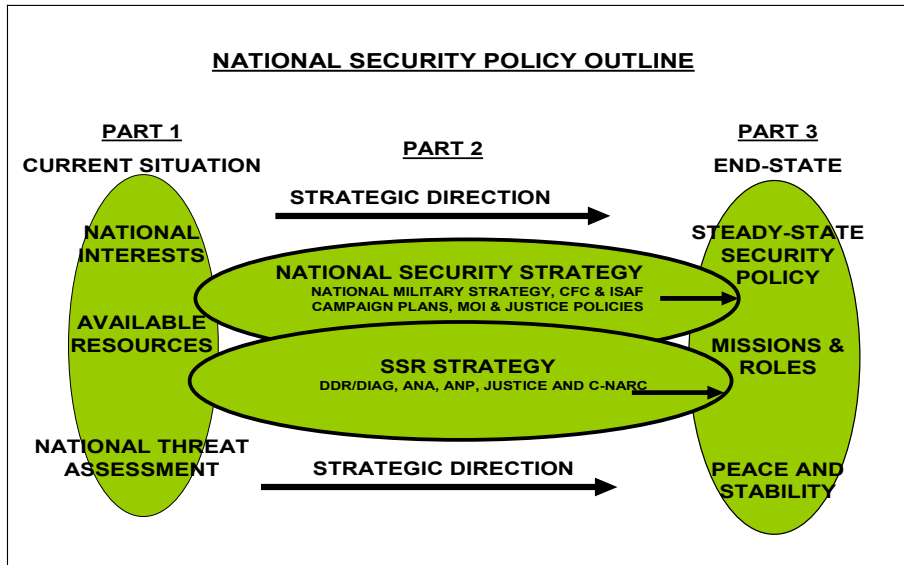 NATIONAL SECURITY POLICY OUTLINE
PART 1
CURRENT SITUATION
NATIONAL
INTERESTS
AVAILABLE
RESOURCES
NATIONAL THREAT
ASSESSMENT
PART 2
STRATEGIC DIRECTION
NATIONAL SECURITY STRATEGY
NATIONAL MILITARY STRATEGY, CFC & ISAF
CAMPAIGN PLANS, MOI & JUSTICE POLICIES
SSR STRATEGY
DDR/DIAG, ANA, ANP, JUSTICE AND C-NARC
STRATEGIC DIRECTION
PART 3
END-STATE
STEADY-STATE
SECURITY
POLICY
MISSIONS &
ROLES
PEACE AND
STABILITY